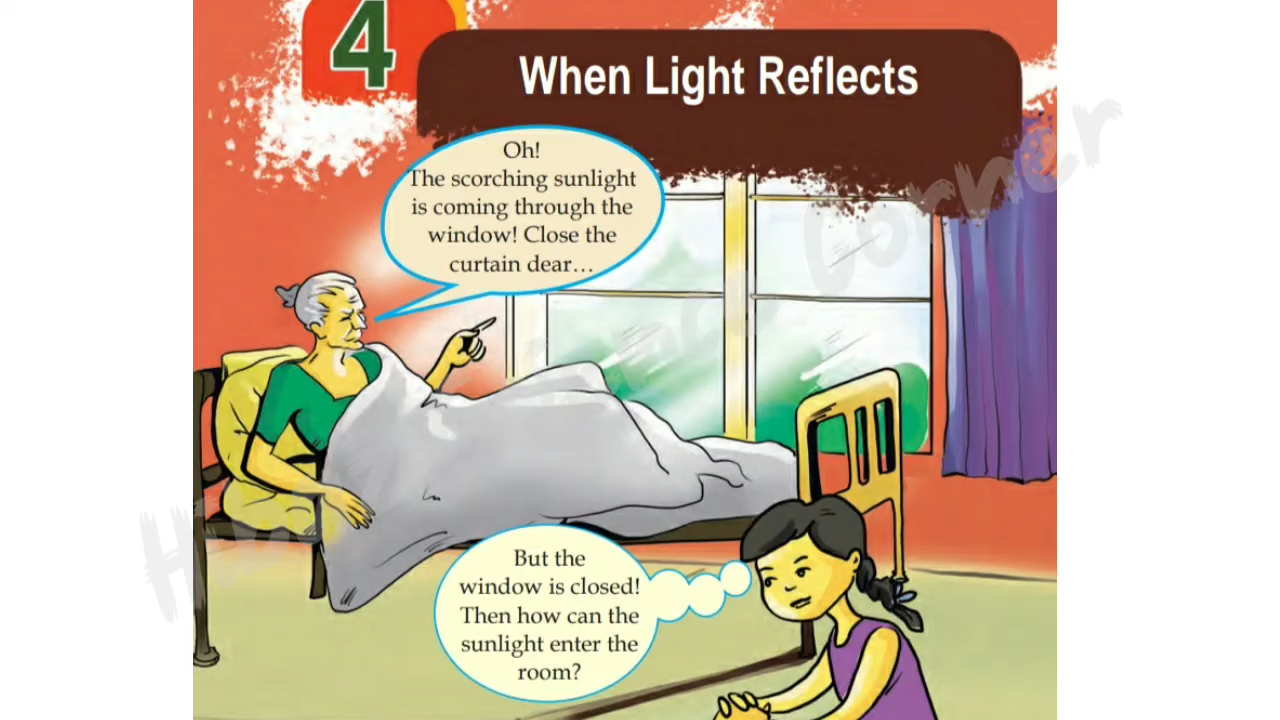 4
When Light Reflects
Oh!
The scorching sunlight
is coming through the
window! Close the
curtain dear...
But the
window is closed!
Then how can the
sunlight enter the
room?
Corner